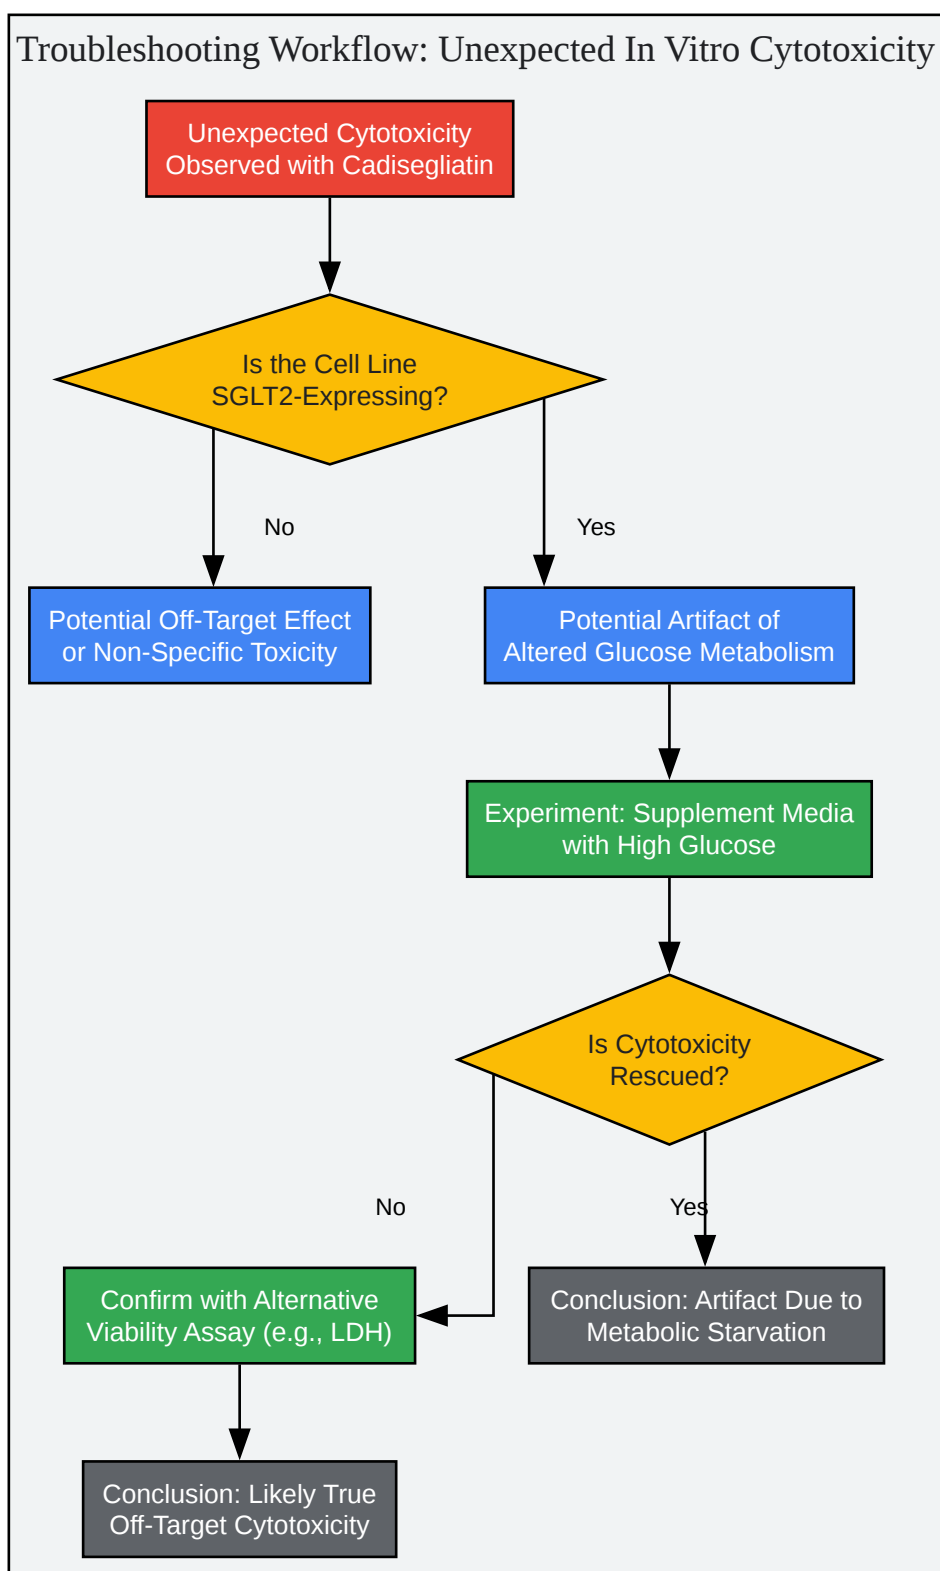 Troubleshooting Workflow: Unexpected In Vitro Cytotoxicity
Unexpected Cytotoxicity
Observed with Cadisegliatin
Is the Cell Line
SGLT2-Expressing?
No
Yes
Potential Off-Target Effect
or Non-Specific Toxicity
Potential Artifact of
Altered Glucose Metabolism
Experiment: Supplement Media
with High Glucose
Is Cytotoxicity
Rescued?
No
Yes
Confirm with Alternative
Viability Assay (e.g., LDH)
Conclusion: Artifact Due to
Metabolic Starvation
Conclusion: Likely True
Off-Target Cytotoxicity